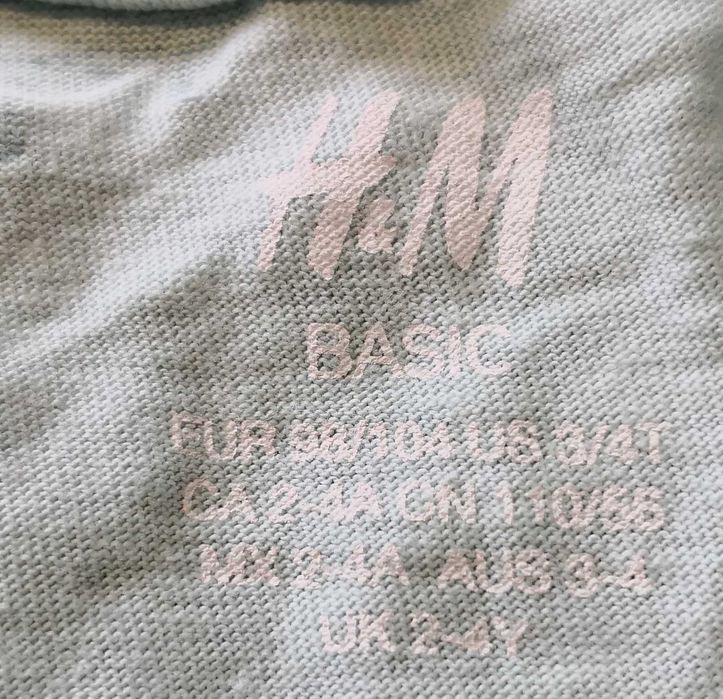 H&M
BASIC
EUR 98/104 US 3/4T
CA 2-4A CN 110/56
MX 2-4A AUS 3-4
UK 2-4Y